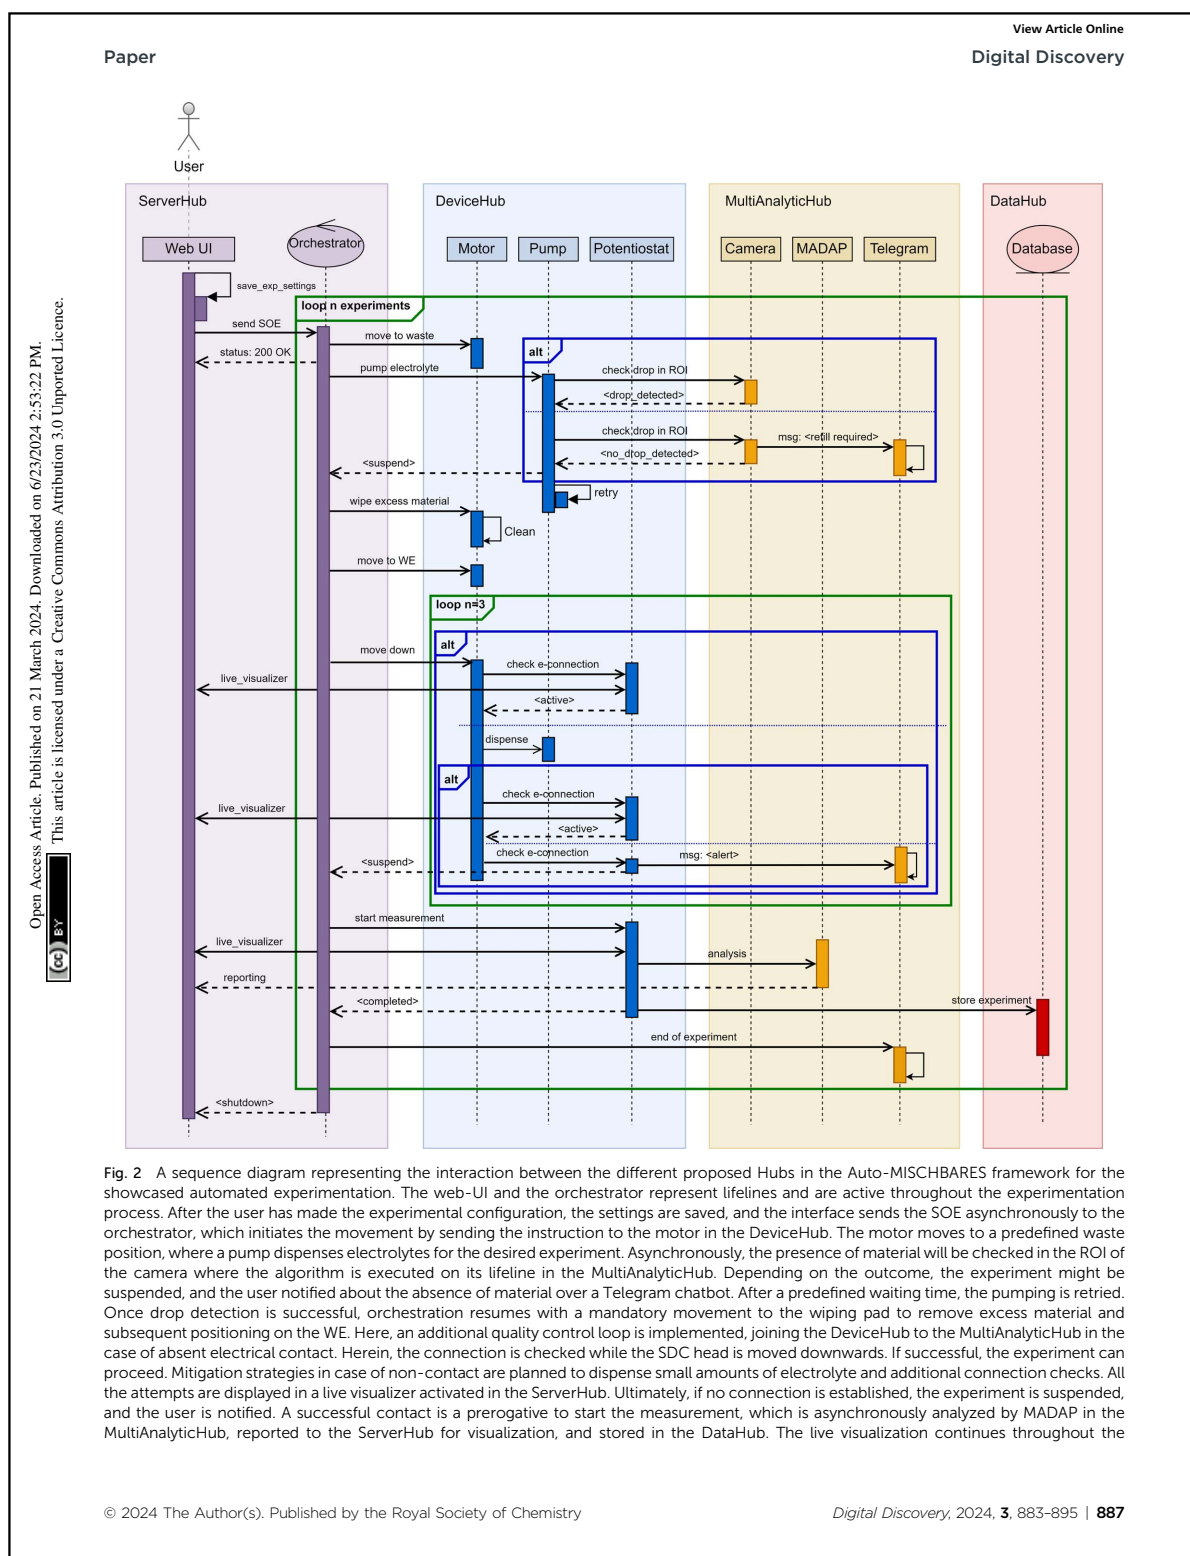 View Article Online
Paper
Digital Discovery
User
ServerHub
DeviceHub
MultiAnalyticHub
DataHub
Web UI
Orchestrator
Motor
Pump
Potentiostat
Camera
MADAP
Telegram
Database
save_exp_settings
loop n experiments
send SOE
move to waste
status: 200 OK
alt
pump electrolyte
check drop in ROI
<drop_detected>
check drop in ROI
msg: <refill required>
<no_drop_detected>
<suspend>
retry
wipe excess material
Clean
move to WE
loop n=3
alt
move down
check e-connection
live_visualizer
<active>
dispense
alt
check e-connection
live_visualizer
<active>
check e-connection
msg: <alert>
<suspend>
start measurement
live_visualizer
analysis
reporting
<completed>
store experiment
end of experiment
<shutdown>
Open Access Article. Published on 21 March 2024. Downloaded on 6/23/2024 2:53:22 PM.
This article is licensed under a Creative Commons Attribution 3.0 Unported Licence.
(cc) BY
Fig. 2 A sequence diagram representing the interaction between the different proposed Hubs in the Auto-MISCHBARES framework for the
showcased automated experimentation. The web-UI and the orchestrator represent lifelines and are active throughout the experimentation
process. After the user has made the experimental configuration, the settings are saved, and the interface sends the SOE asynchronously to the
orchestrator, which initiates the movement by sending the instruction to the motor in the DeviceHub. The motor moves to a predefined waste
position, where a pump dispenses electrolytes for the desired experiment. Asynchronously, the presence of material will be checked in the ROI of
the camera where the algorithm is executed on its lifeline in the MultiAnalyticHub. Depending on the outcome, the experiment might be
suspended, and the user notified about the absence of material over a Telegram chatbot. After a predefined waiting time, the pumping is retried.
Once drop detection is successful, orchestration resumes with a mandatory movement to the wiping pad to remove excess material and
subsequent positioning on the WE. Here, an additional quality control loop is implemented, joining the DeviceHub to the MultiAnalyticHub in the
case of absent electrical contact. Herein, the connection is checked while the SDC head is moved downwards. If successful, the experiment can
proceed. Mitigation strategies in case of non-contact are planned to dispense small amounts of electrolyte and additional connection checks. All
the attempts are displayed in a live visualizer activated in the ServerHub. Ultimately, if no connection is established, the experiment is suspended,
and the user is notified. A successful contact is a prerogative to start the measurement, which is asynchronously analyzed by MADAP in the
MultiAnalyticHub, reported to the ServerHub for visualization, and stored in the DataHub. The live visualization continues throughout the
© 2024 The Author(s). Published by the Royal Society of Chemistry
Digital Discovery, 2024, 3, 883–895 | 887